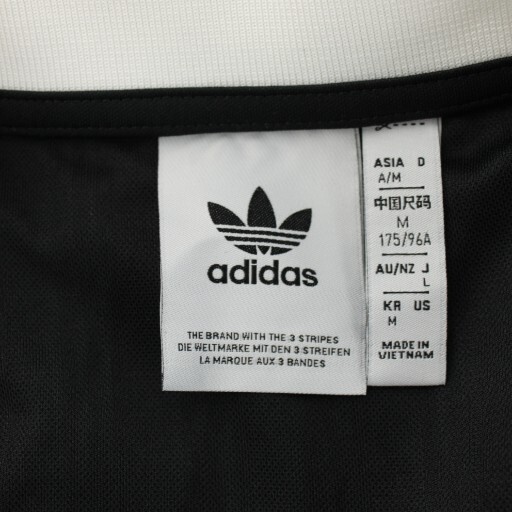 adidas
THE BRAND WITH THE 3 STRIPES
DIE WELTMARKE MIT DEN 3 STREIFEN
LA MARQUE AUX 3 BANDES
ASIA D
A/M
中国尺码
M
175/96A
AU/NZ J
L
KR US
M
MADE IN
VIETNAM